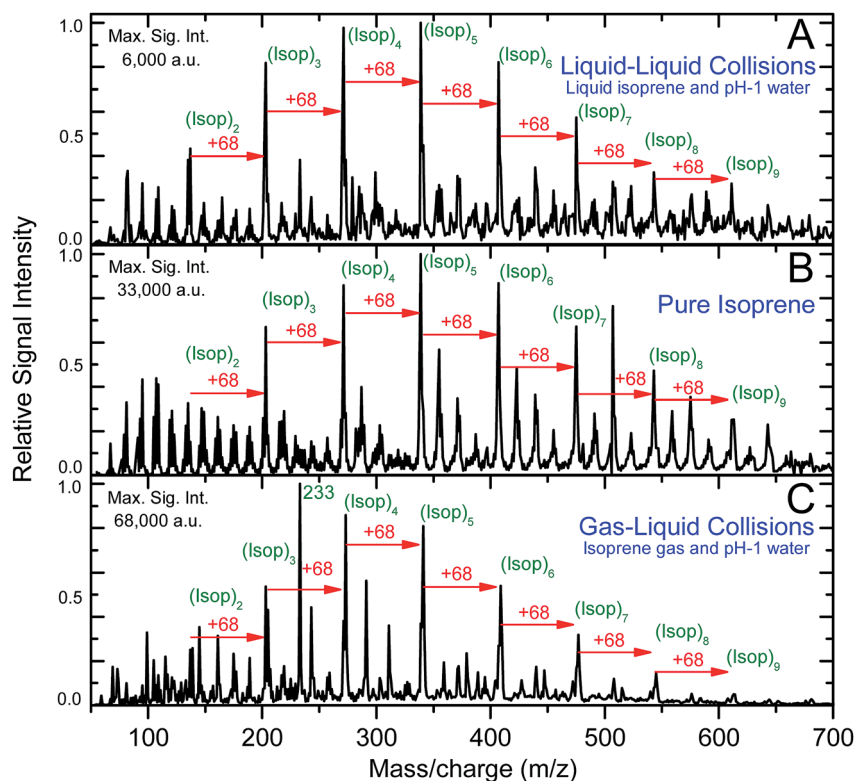 Relative Signal Intensity
Max. Sig. Int.
6,000 a.u.
A
Liquid-Liquid Collisions
Liquid isoprene and pH-1 water
1.0
0.5
0.0
(Isop)₂
(Isop)₃
(Isop)₄
(Isop)₅
(Isop)₆
(Isop)₇
(Isop)₈
(Isop)₉
+68
+68
+68
+68
+68
+68
+68
Max. Sig. Int.
33,000 a.u.
B
Pure Isoprene
1.0
0.5
0.0
(Isop)₂
(Isop)₃
(Isop)₄
(Isop)₅
(Isop)₆
(Isop)₇
(Isop)₈
(Isop)₉
+68
+68
+68
+68
+68
+68
+68
Max. Sig. Int.
68,000 a.u.
C
Gas-Liquid Collisions
Isoprene gas and pH-1 water
1.0
0.5
0.0
233
(Isop)₂
(Isop)₃
(Isop)₄
(Isop)₅
(Isop)₆
(Isop)₇
(Isop)₈
(Isop)₉
+68
+68
+68
+68
+68
+68
+68
100 200 300 400 500 600 700
Mass/charge (m/z)